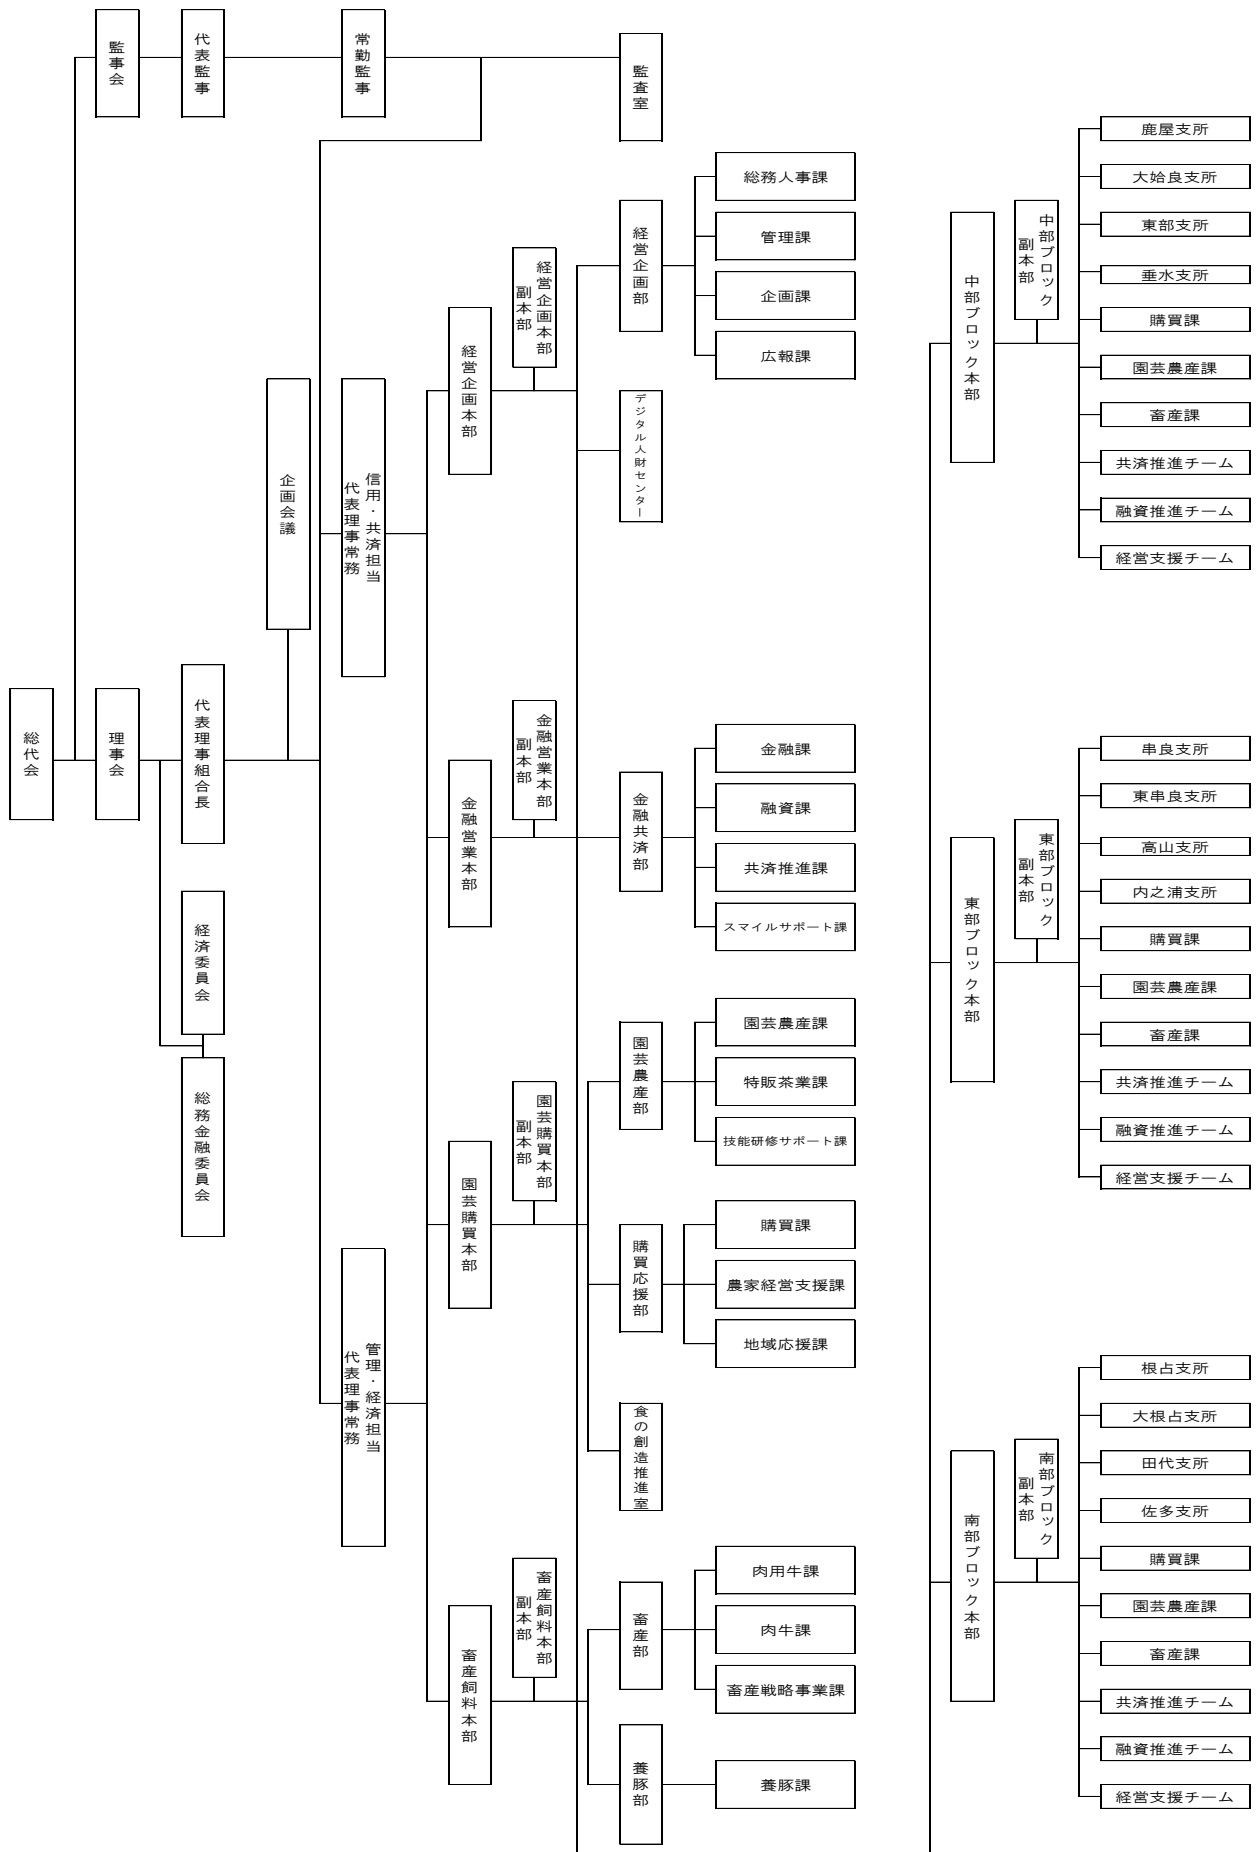 総代会
監事会
代表監事
常勤監事
監査室
理事会
代表理事組合長
経済委員会
総務金融委員会
企画会議
信用・共済担当
代表理事常務
管理・経済担当
代表理事常務
経営企画本部
経営企画本部
副本部
経営企画部
総務人事課
管理課
企画課
広報課
デジタル人財センター
金融営業本部
金融営業本部
副本部
金融共済部
金融課
融資課
共済推進課
スマイルサポート課
園芸購買本部
園芸購買本部
副本部
園芸農産部
園芸農産課
特販茶業課
技能研修サポート課
購買応援部
購買課
農家経営支援課
地域応援課
食の創造推進室
畜産飼料本部
畜産飼料本部
副本部
畜産部
肉用牛課
肉牛課
畜産戦略事業課
養豚部
養豚課
中部ブロック本部
中部ブロック
副本部
鹿屋支所
大姶良支所
東部支所
垂水支所
購買課
園芸農産課
畜産課
共済推進チーム
融資推進チーム
経営支援チーム
東部ブロック本部
東部ブロック
副本部
串良支所
東串良支所
高山支所
内之浦支所
購買課
園芸農産課
畜産課
共済推進チーム
融資推進チーム
経営支援チーム
南部ブロック本部
南部ブロック
副本部
根占支所
大根占支所
田代支所
佐多支所
購買課
園芸農産課
畜産課
共済推進チーム
融資推進チーム
経営支援チーム